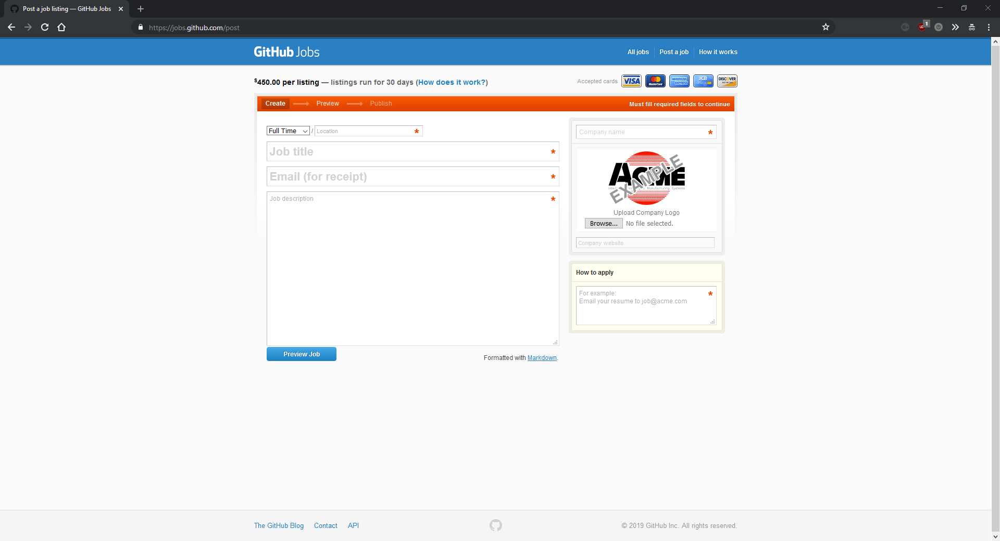 Post a job listing — GitHub Jobs
https://jobs.github.com/post
1
GitHub Jobs
All jobs
Post a job
How it works
$450.00 per listing — listings run for 30 days (How does it work?)
Accepted cards
VISA
MasterCard
AMERICAN EXPRESS
JCB
DISCOVER
NETWORK
Create
Preview
Publish
Must fill required fields to continue
Full Time / Location *
Job title *
Email (for receipt) *
Job description *
Company name *
ACME
EXAMPLE
Manufacturing Systems
Upload Company Logo
Browse... No file selected.
Company website
How to apply
For example: *
Email your resume to job@acme.com
Preview Job
Formatted with Markdown.
The GitHub Blog
Contact
API
© 2019 GitHub Inc. All rights reserved.